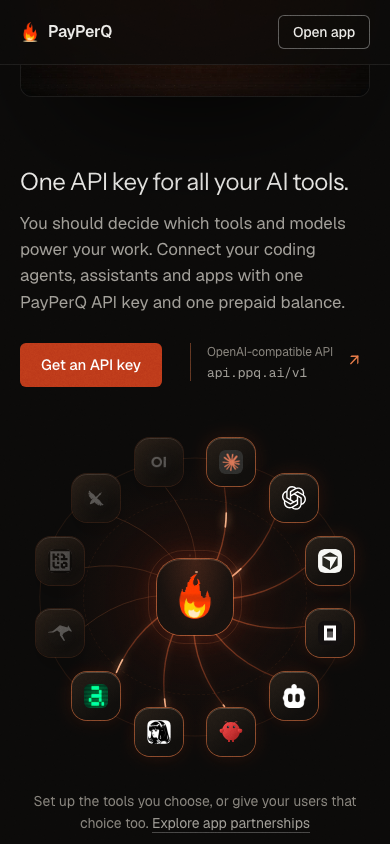 PayPerQ
Open app
One API key for all your AI tools.
You should decide which tools and models
power your work. Connect your coding
agents, assistants and apps with one
PayPerQ API key and one prepaid balance.
Get an API key
OpenAI-compatible API
api.ppq.ai/v1
OI
KILO
a
Set up the tools you choose, or give your users that
choice too. Explore app partnerships